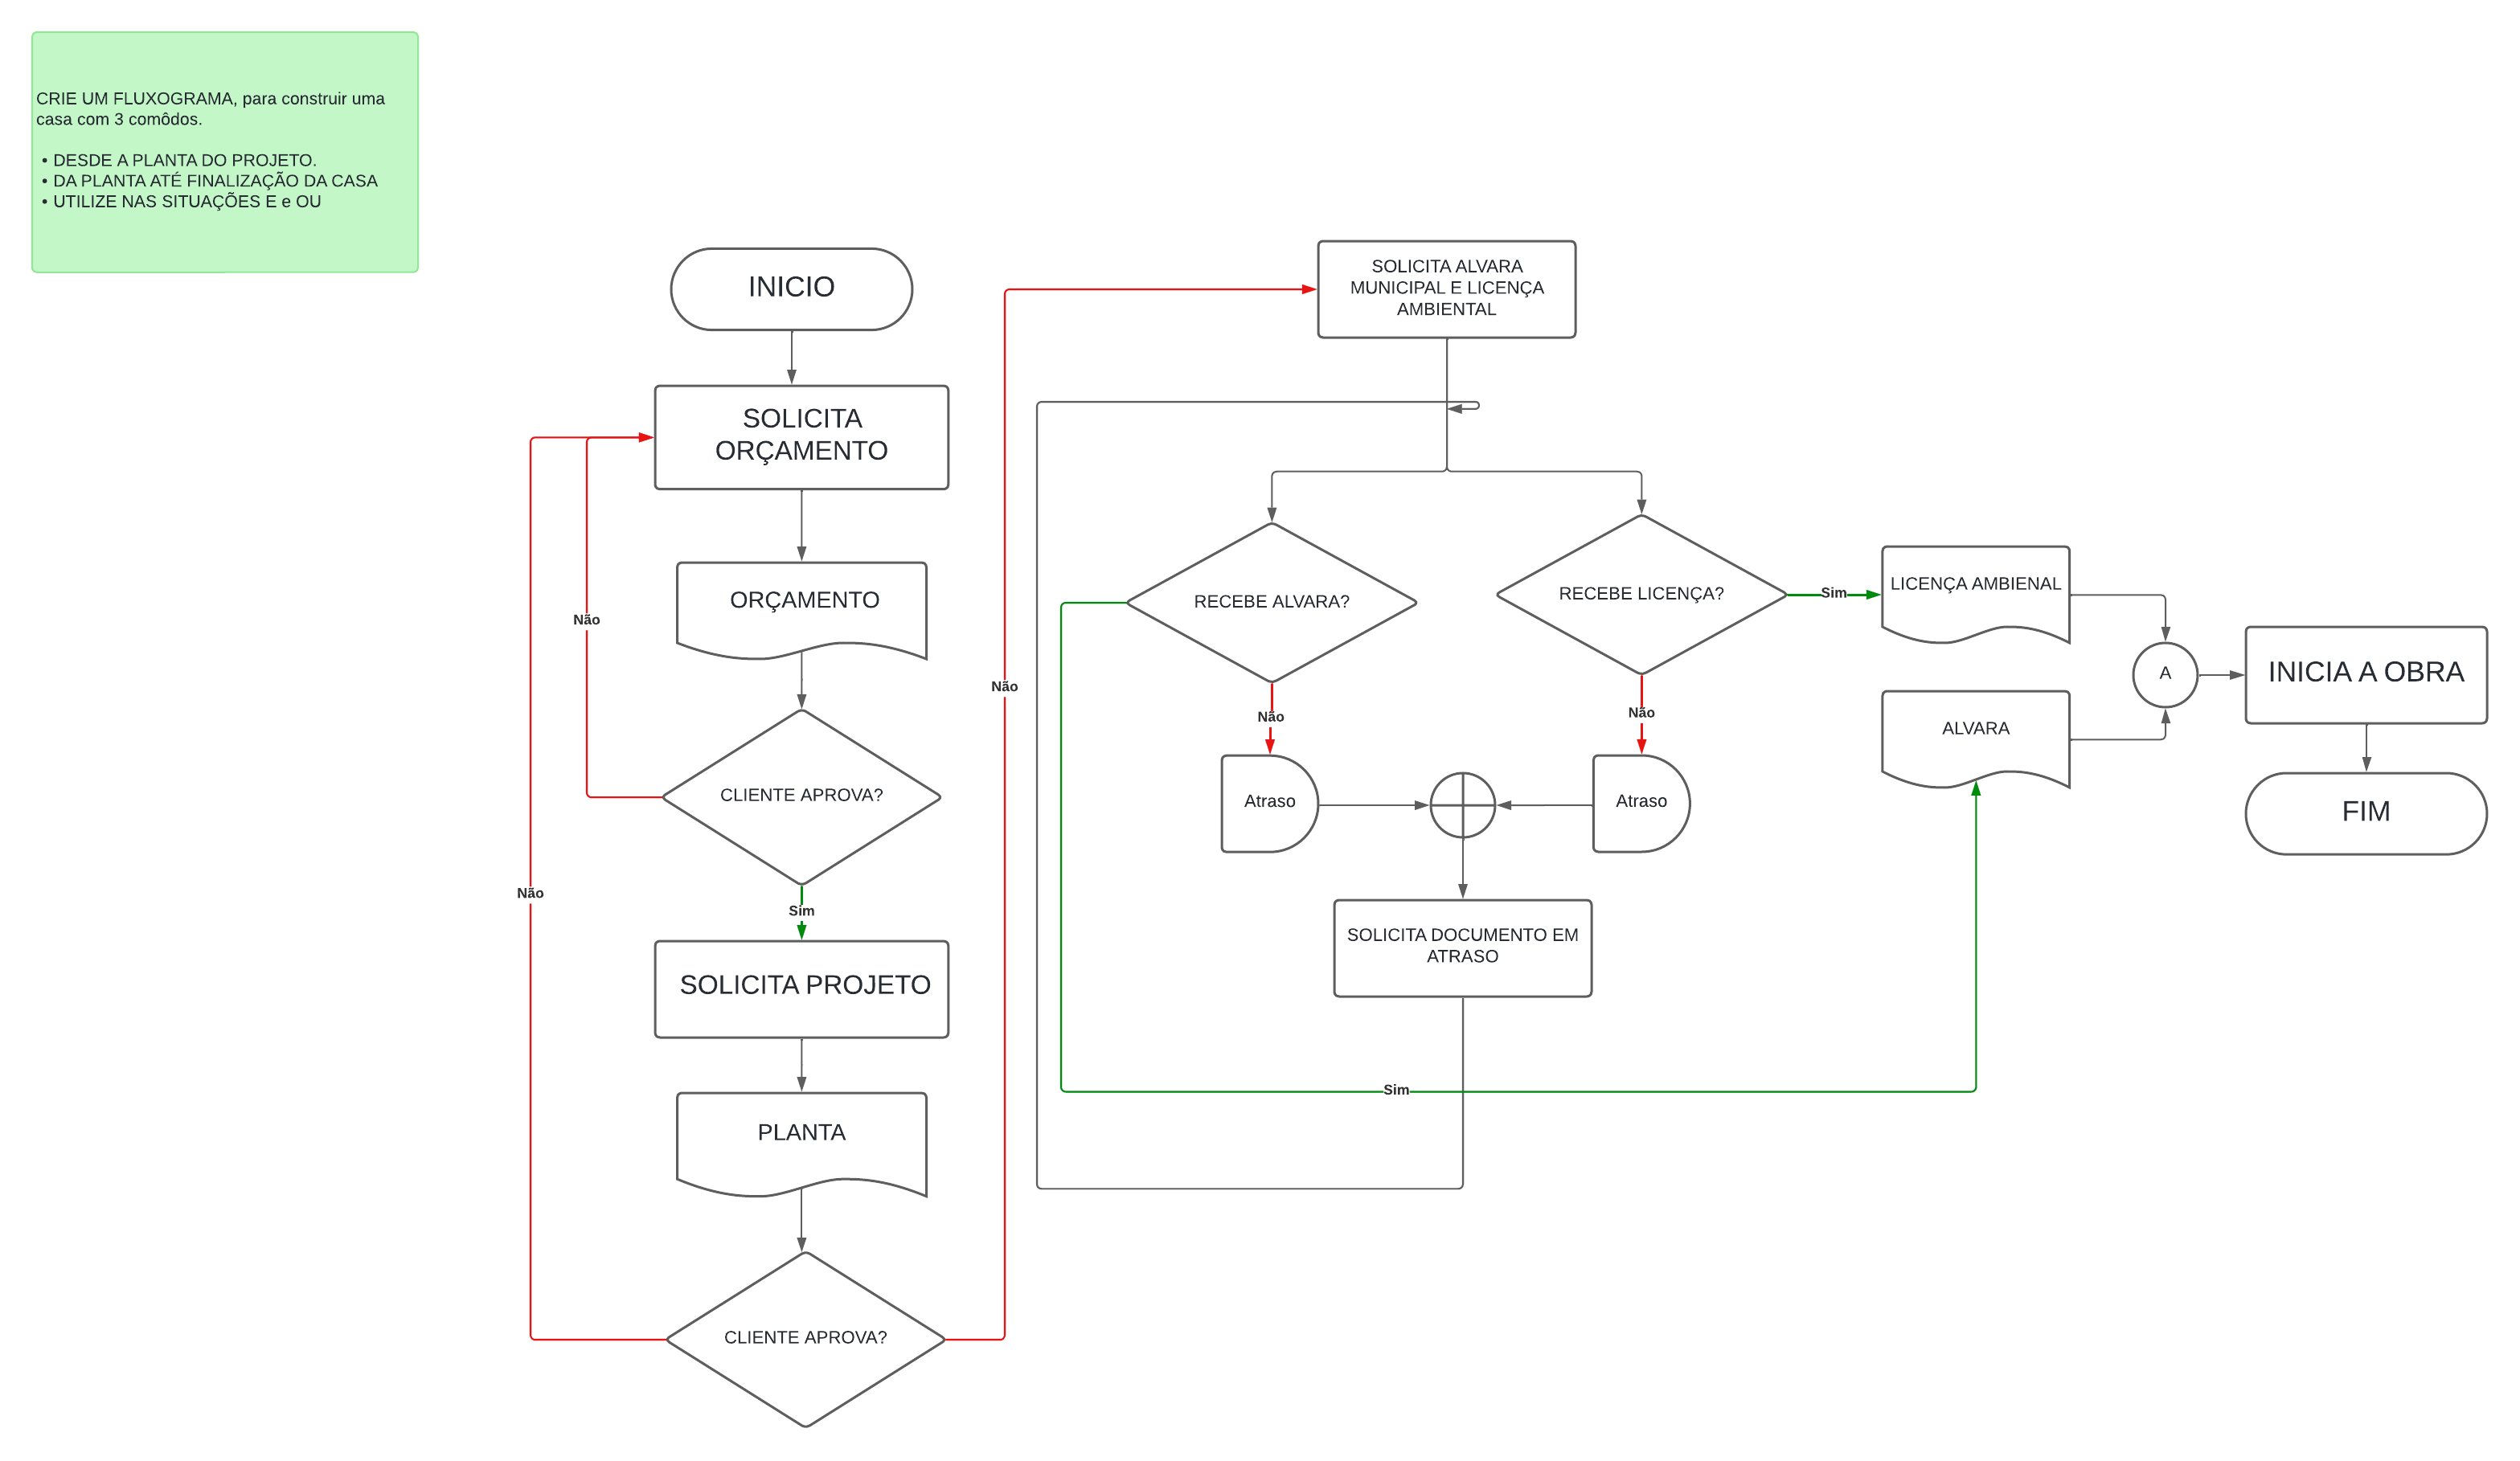 CRIE UM FLUXOGRAMA, para construir uma
casa com 3 comôdos.
• DESDE A PLANTA DO PROJETO.
• DA PLANTA ATÉ FINALIZAÇÃO DA CASA
• UTILIZE NAS SITUAÇÕES E e OU
INICIO
SOLICITA
ORÇAMENTO
ORÇAMENTO
Não
CLIENTE APROVA?
Não
Sim
SOLICITA PROJETO
PLANTA
CLIENTE APROVA?
Não
SOLICITA ALVARA
MUNICIPAL E LICENÇA
AMBIENTAL
RECEBE ALVARA?
RECEBE LICENÇA?
Sim
Não
Não
Atraso
Atraso
SOLICITA DOCUMENTO EM
ATRASO
Sim
LICENÇA AMBIENAL
ALVARA
A
INICIA A OBRA
FIM